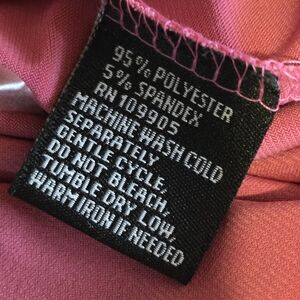 95% POLYESTER
5% SPANDEX
RN 109905
MACHINE WASH COLD
SEPARATELY
GENTLE CYCLE,
DO NOT BLEACH,
TUMBLE DRY LOW,
WARM IRON IF NEEDED